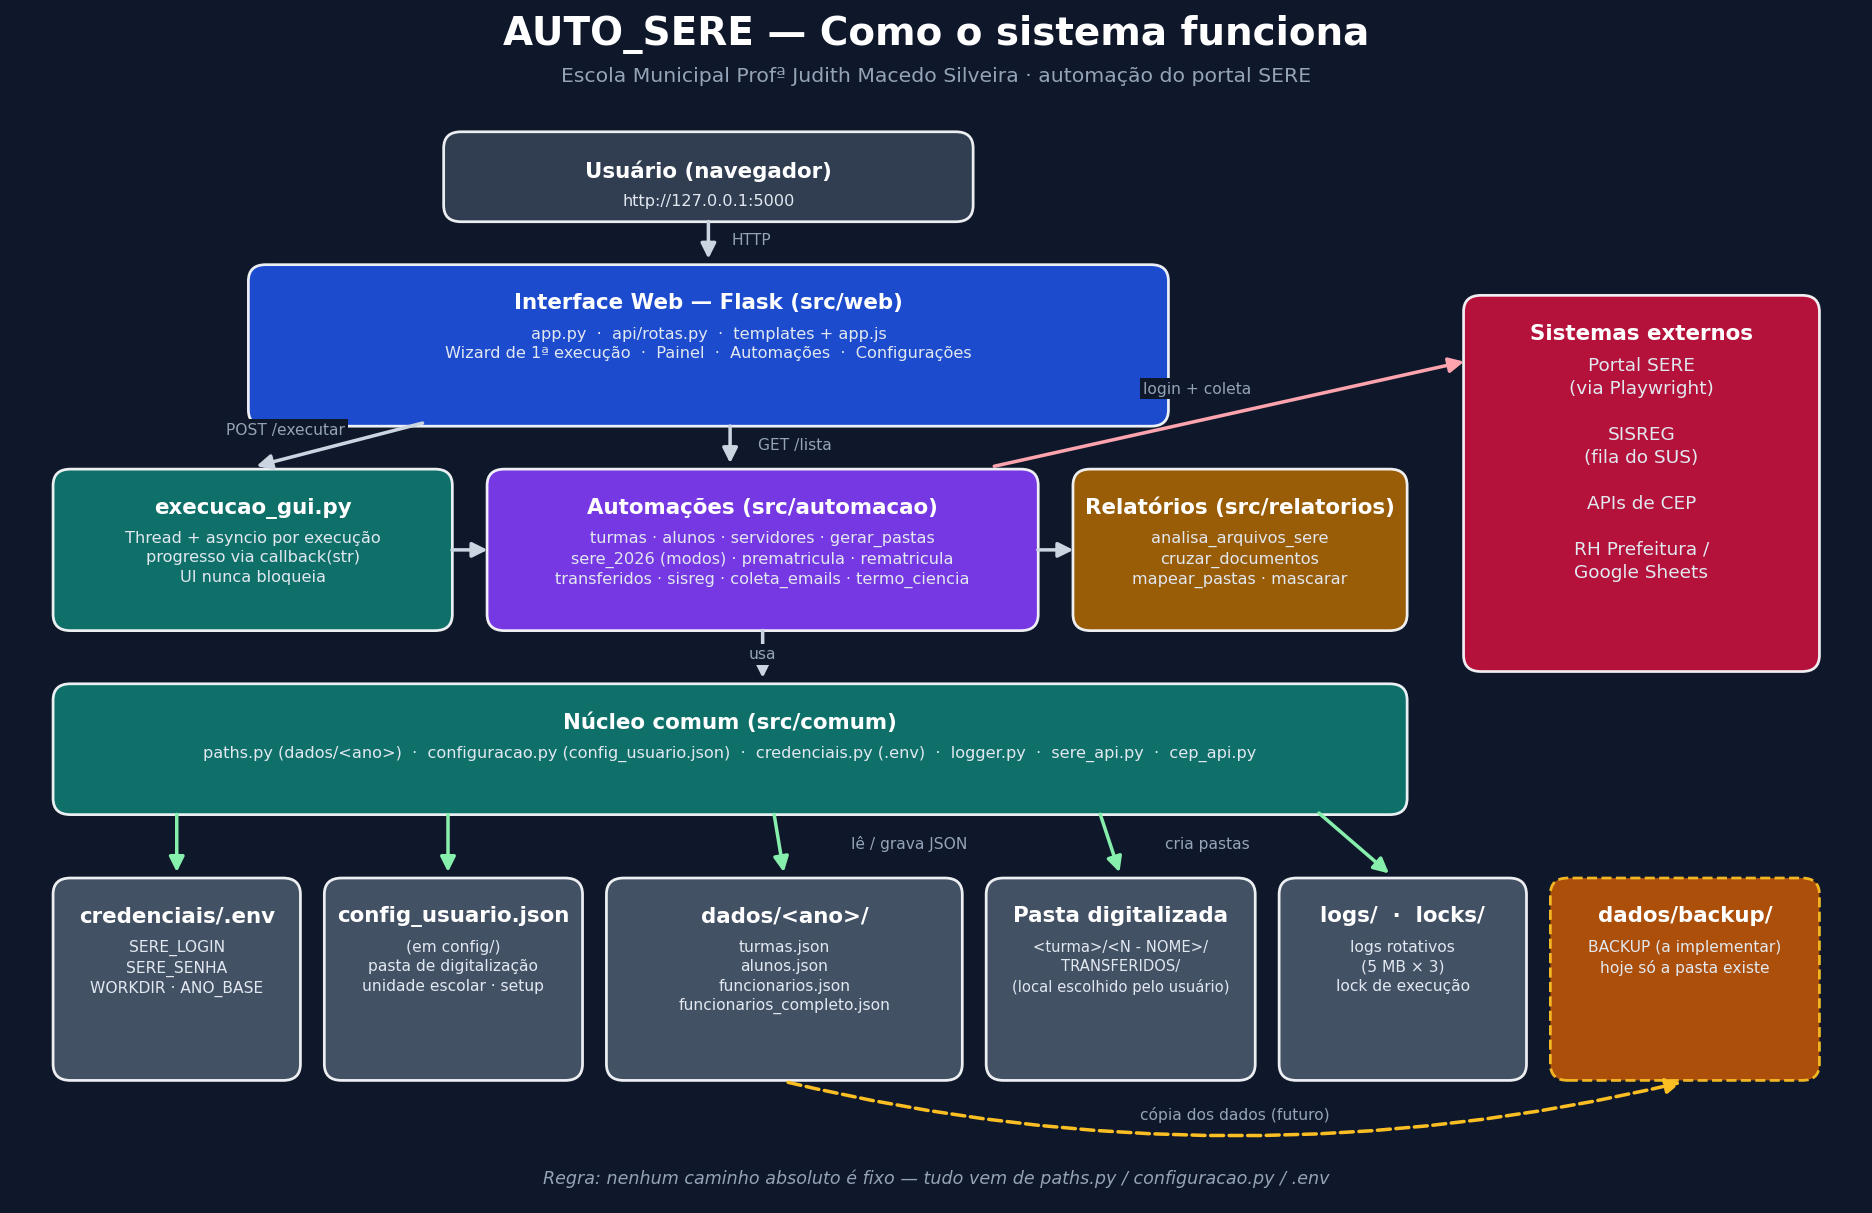 AUTO_SERE — Como o sistema funciona
Escola Municipal Profª Judith Macedo Silveira · automação do portal SERE
Usuário (navegador)
http://127.0.0.1:5000
HTTP
Interface Web — Flask (src/web)
app.py · api/rotas.py · templates + app.js
Wizard de 1ª execução · Painel · Automações · Configurações
login + coleta
POST /executar
GET /lista
Sistemas externos
Portal SERE
(via Playwright)
SISREG
(fila do SUS)
APIs de CEP
RH Prefeitura /
Google Sheets
execucao_gui.py
Thread + asyncio por execução
progresso via callback(str)
UI nunca bloqueia
Automações (src/automacao)
turmas · alunos · servidores · gerar_pastas
sere_2026 (modos) · prematricula · rematricula
transferidos · sisreg · coleta_emails · termo_ciencia
Relatórios (src/relatorios)
analisa_arquivos_sere
cruzar_documentos
mapear_pastas · mascarar
usa
Núcleo comum (src/comum)
paths.py (dados/<ano>) · configuracao.py (config_usuario.json) · credenciais.py (.env) · logger.py · sere_api.py · cep_api.py
lê / grava JSON
cria pastas
credenciais/.env
SERE_LOGIN
SERE_SENHA
WORKDIR · ANO_BASE
config_usuario.json
(em config/)
pasta de digitalização
unidade escolar · setup
dados/<ano>/
turmas.json
alunos.json
funcionarios.json
funcionarios_completo.json
Pasta digitalizada
<turma>/<N - NOME>/
TRANSFERIDOS/
(local escolhido pelo usuário)
logs/ · locks/
logs rotativos
(5 MB × 3)
lock de execução
dados/backup/
BACKUP (a implementar)
hoje só a pasta existe
cópia dos dados (futuro)
Regra: nenhum caminho absoluto é fixo — tudo vem de paths.py / configuracao.py / .env